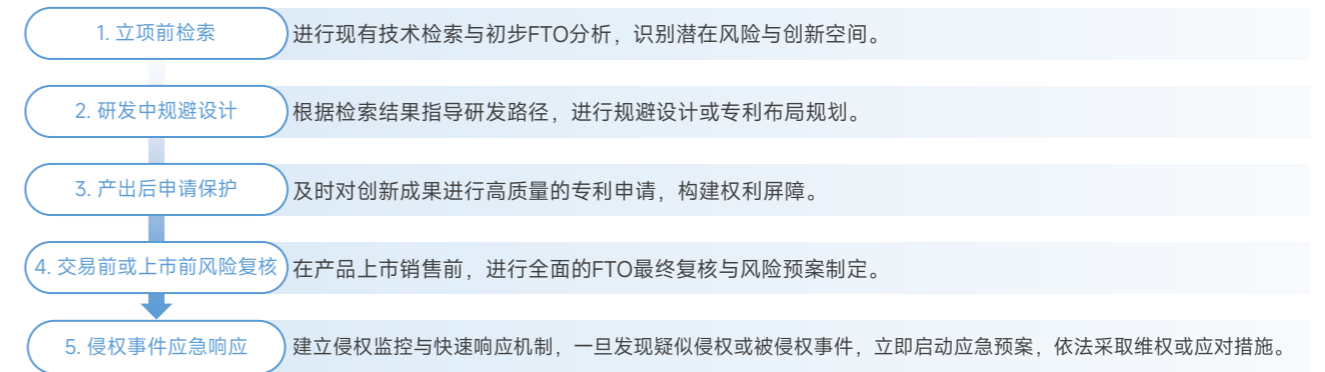 1. 立项前检索
进行现有技术检索与初步FTO分析，识别潜在风险与创新空间。
2. 研发中规避设计
根据检索结果指导研发路径，进行规避设计或专利布局规划。
3. 产出后申请保护
及时对创新成果进行高质量的专利申请，构建权利屏障。
4. 交易前或上市前风险复核
在产品上市销售前，进行全面的FTO最终复核与风险预案制定。
5. 侵权事件应急响应
建立侵权监控与快速响应机制，一旦发现疑似侵权或被侵权事件，立即启动应急预案，依法采取维权或应对措施。